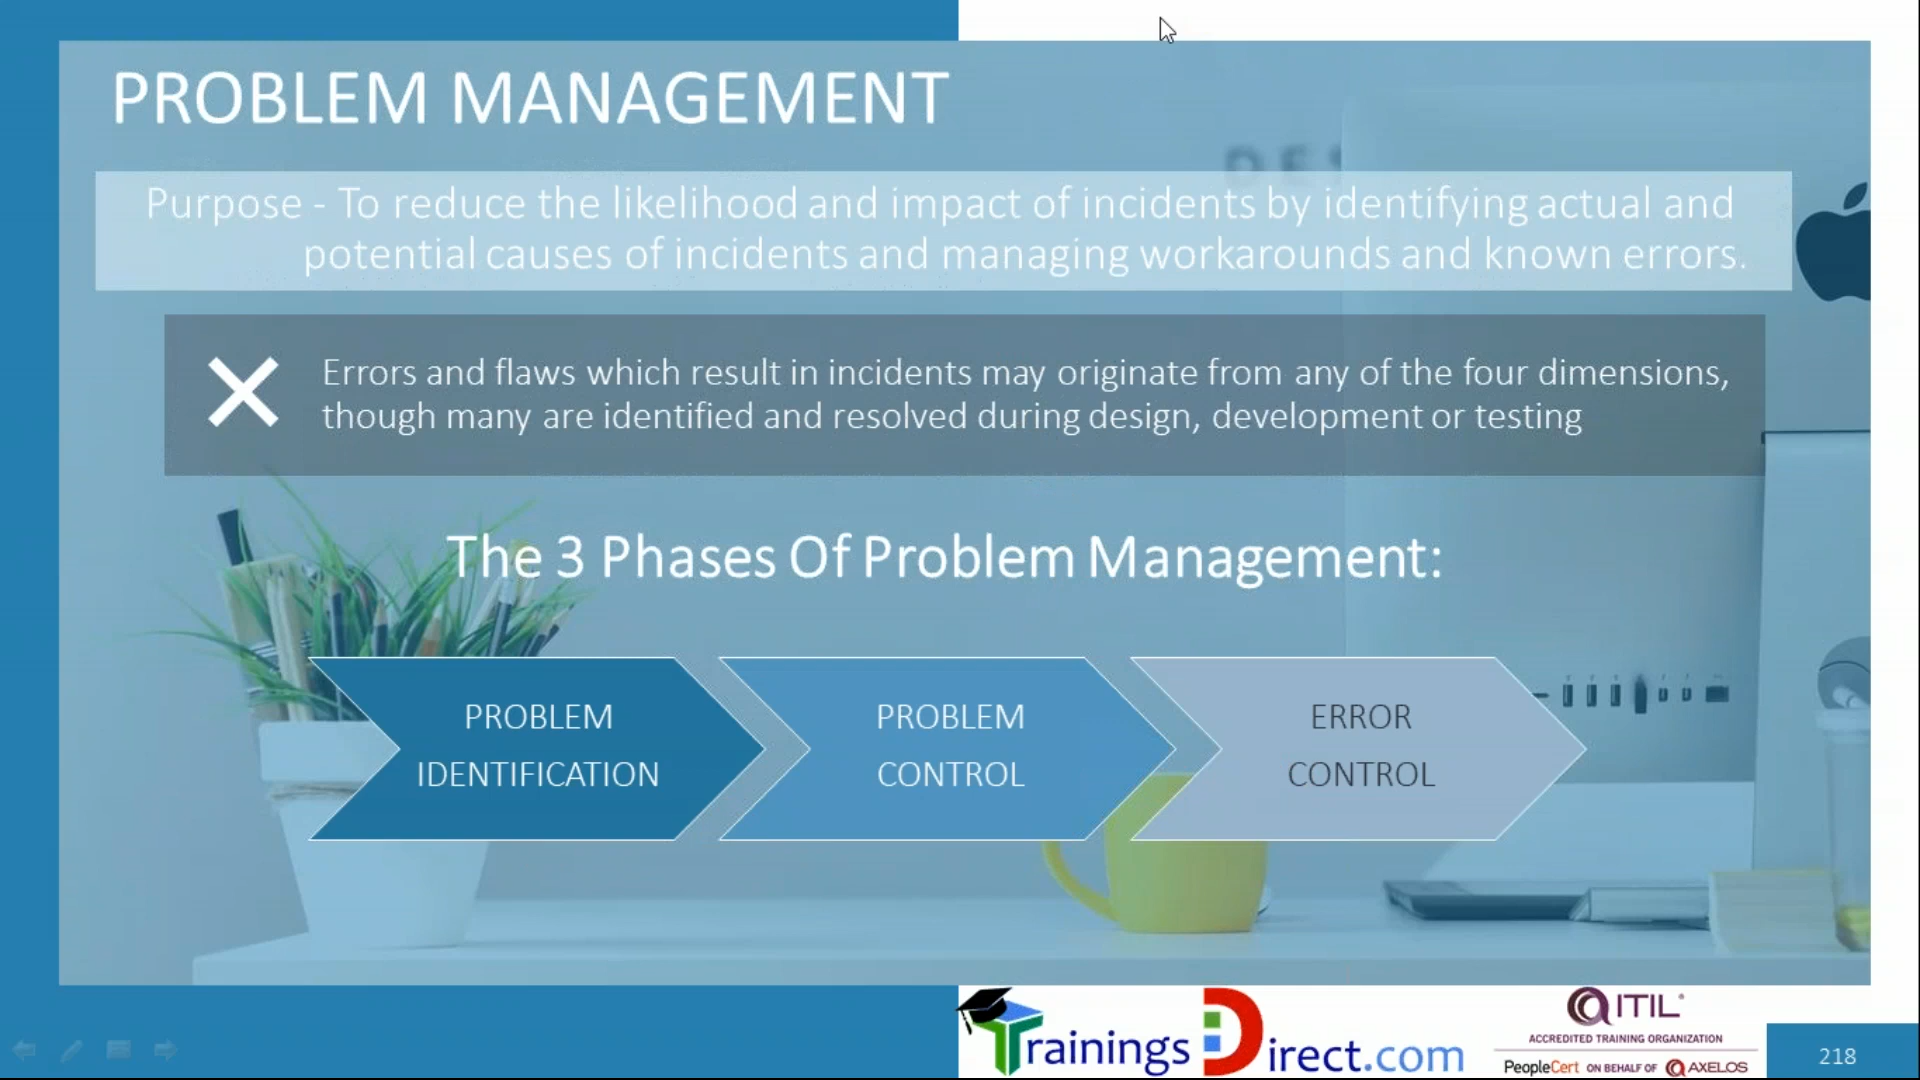 PROBLEM MANAGEMENT
Purpose - To reduce the likelihood and impact of incidents by identifying actual and
potential causes of incidents and managing workarounds and known errors.
Errors and flaws which result in incidents may originate from any of the four dimensions,
though many are identified and resolved during design, development or testing
The 3 Phases Of Problem Management:
PROBLEM
IDENTIFICATION
PROBLEM
CONTROL
ERROR
CONTROL
TrainingsDirect.com
ITIL®
ACCREDITED TRAINING ORGANIZATION
PeopleCert ON BEHALF OF AXELOS
218